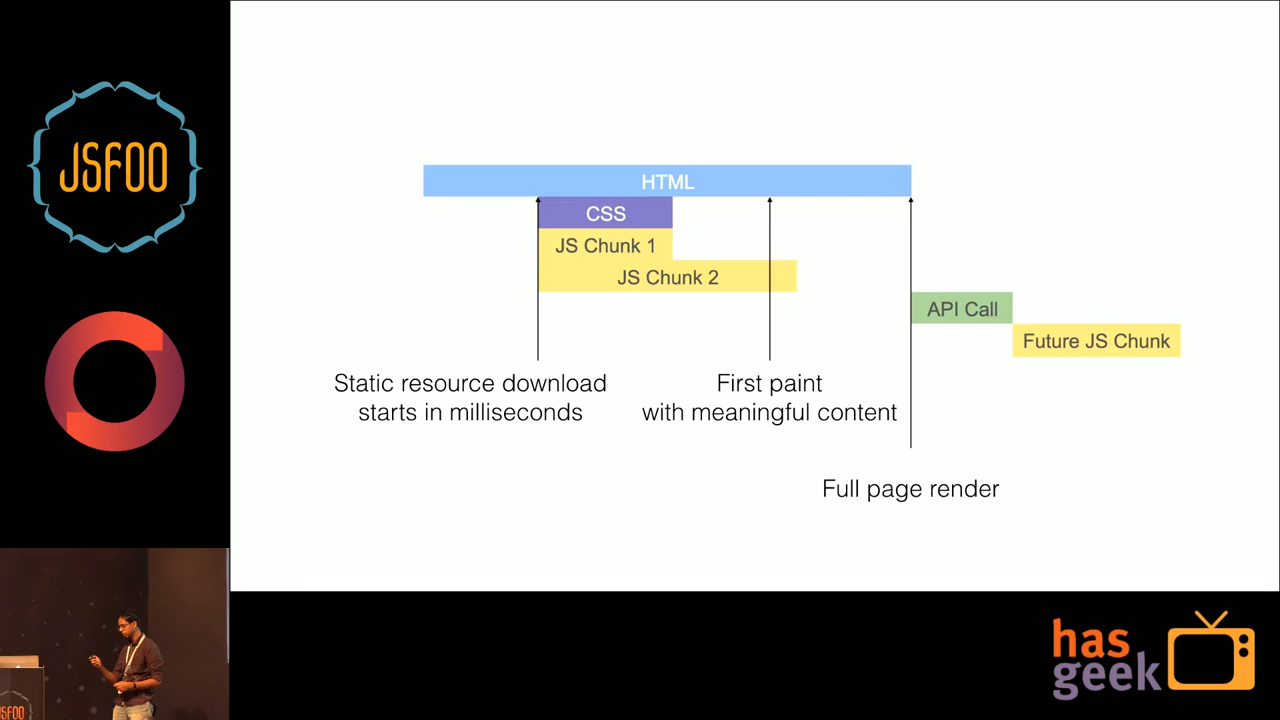 JSFOO
HTML
CSS
JS Chunk 1
JS Chunk 2
API Call
Future JS Chunk
Static resource download
starts in milliseconds
First paint
with meaningful content
Full page render
JSFOO
has
geek